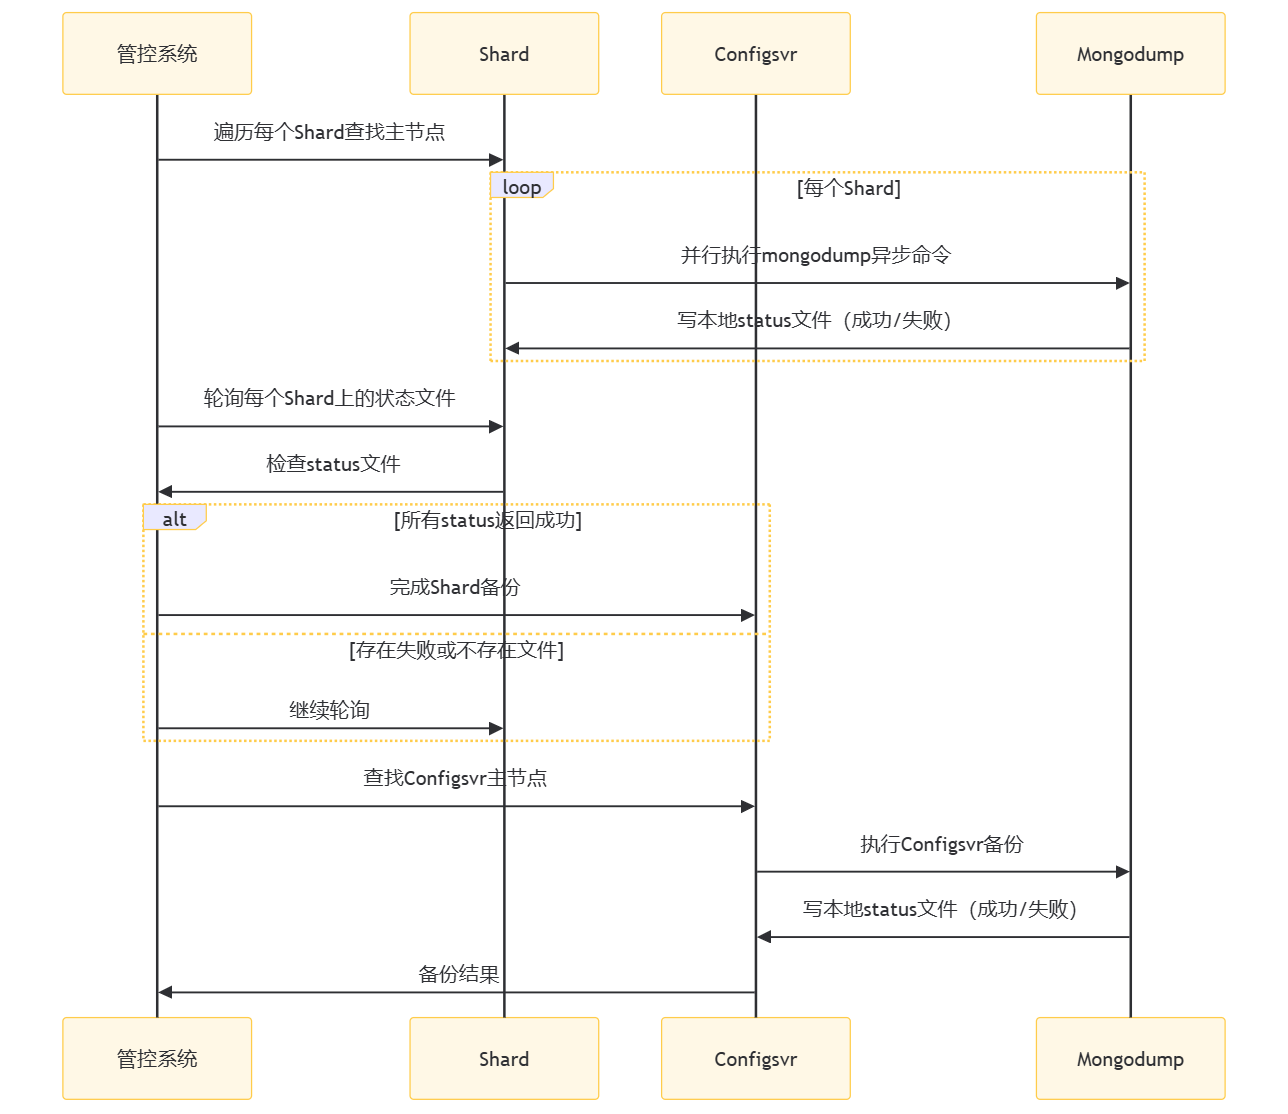 管控系统
Shard
Configsvr
Mongodump
遍历每个Shard查找主节点
loop
[每个Shard]
并行执行mongodump异步命令
写本地status文件（成功/失败）
轮询每个Shard上的状态文件
检查status文件
alt
[所有status返回成功]
完成Shard备份
[存在失败或不存在文件]
继续轮询
查找Configsvr主节点
执行Configsvr备份
写本地status文件（成功/失败）
备份结果
管控系统
Shard
Configsvr
Mongodump